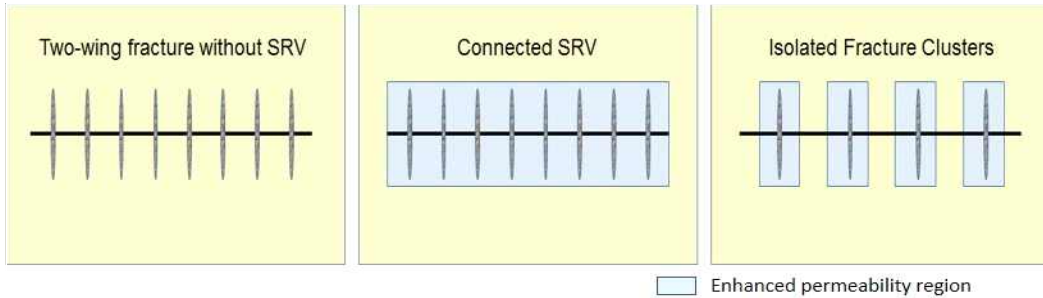 Two-wing fracture without SRV
Connected SRV
Isolated Fracture Clusters
Enhanced permeability region